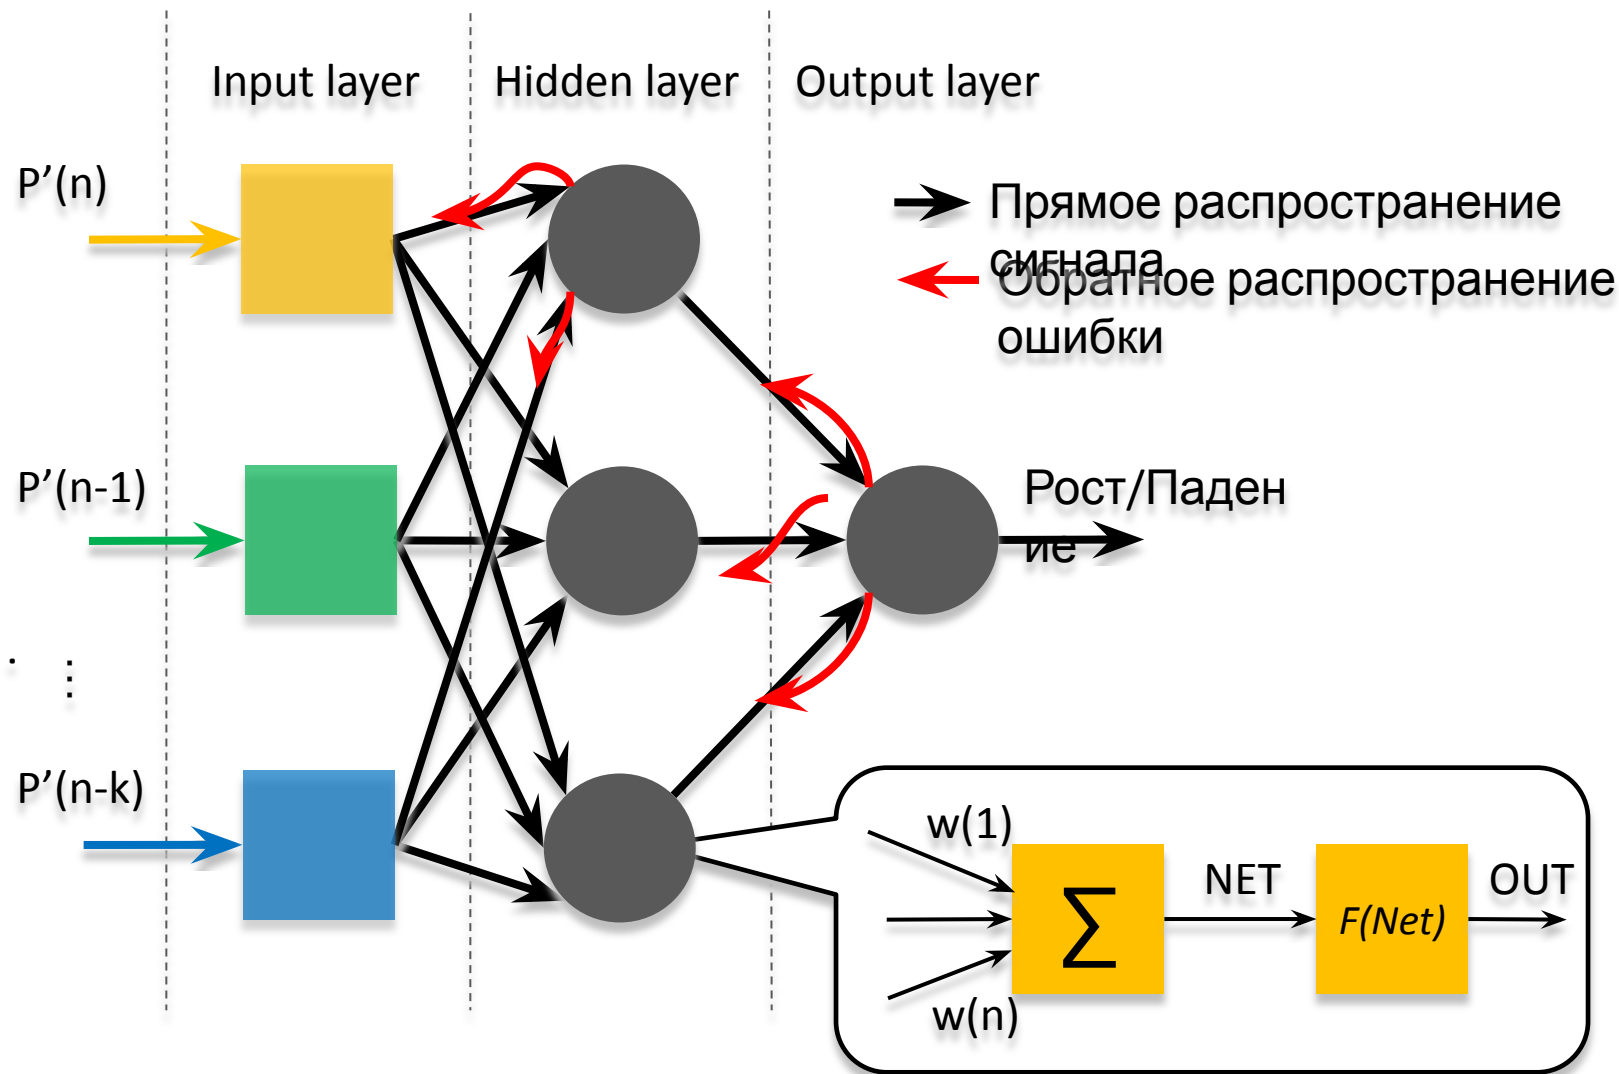 Input layer
Hidden layer
Output layer
P’(n)
Прямое распространение
сигнала
Обратное распространение
ошибки
P’(n-1)
Рост/Паден
ие
. ⋮
P’(n-k)
w(1)
∑
NET
F(Net)
OUT
w(n)